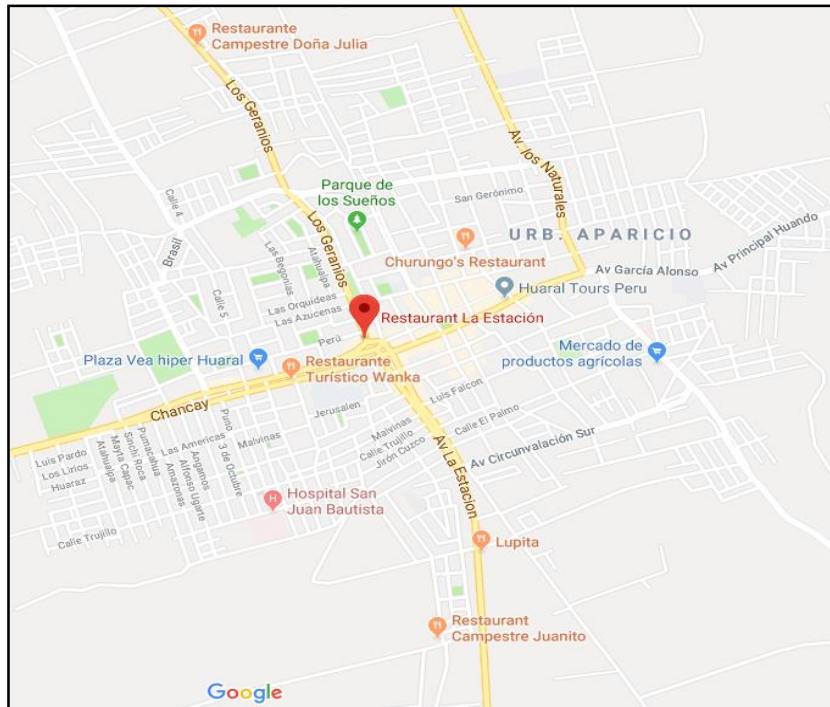 Restaurante
Campestre Doña Julia
Los Geranios
Av. los Naturales
Calle 4
Parque de
los Sueños
San Gerónimo
URB. APARICIO
Brasil
Los Geranios
Atahualpa
Las Begonias
Churungo's Restaurant
Av García Alonso
Av Principal Huando
Huaral Tours Peru
Calle 5
Las Orquideas
Las Azucenas
Restaurant La Estación
Perú
Plaza Vea hiper Huaral
Restaurante
Turístico Wanka
Mercado de
productos agrícolas
Chancay
Jerusalen
Luis Falcon
Puno
Malvinas
Calle Trujillo
Jirón Cuzco
Calle El Palmo
Las Americas
Malvinas
3 de Octubre
Av La Estacion
Av Circunvalación Sur
Luis Pardo
Los Lirios
Huaraz
Atahualpa
Mayta Capac
Sinchi Roca
Pumacahua
Amazonas
Alfonso Ugarte
Angamos
Hospital San
Juan Bautista
Calle Trujillo
Lupita
Restaurant
Campestre Juanito
Google